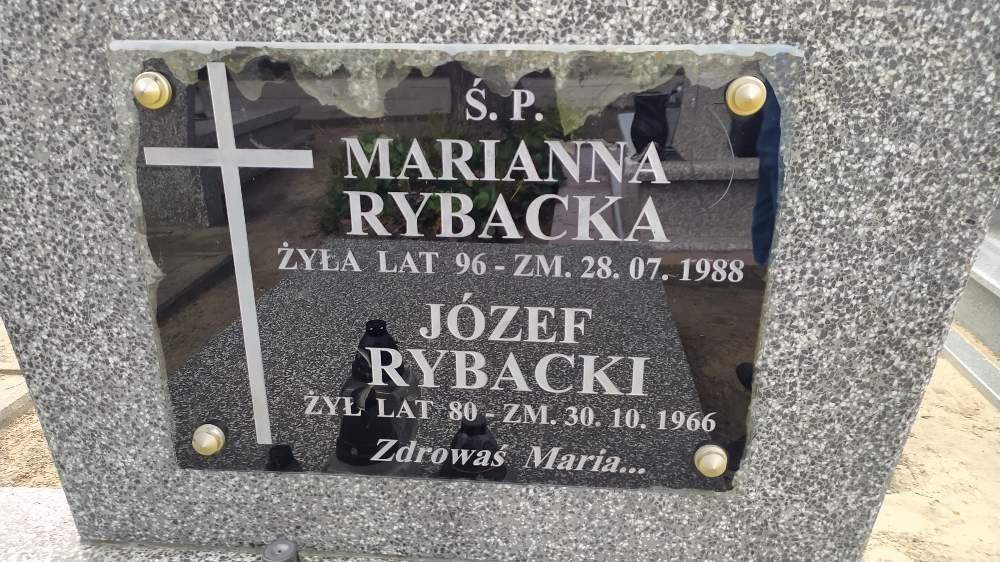 Ś. P.
MARIANNA
RYBACKA
ŻYŁA LAT 96 - ZM. 28. 07. 1988
JÓZEF
RYBACKI
ŻYŁ LAT 80 - ZM. 30. 10. 1966
Zdrowaś Maria...